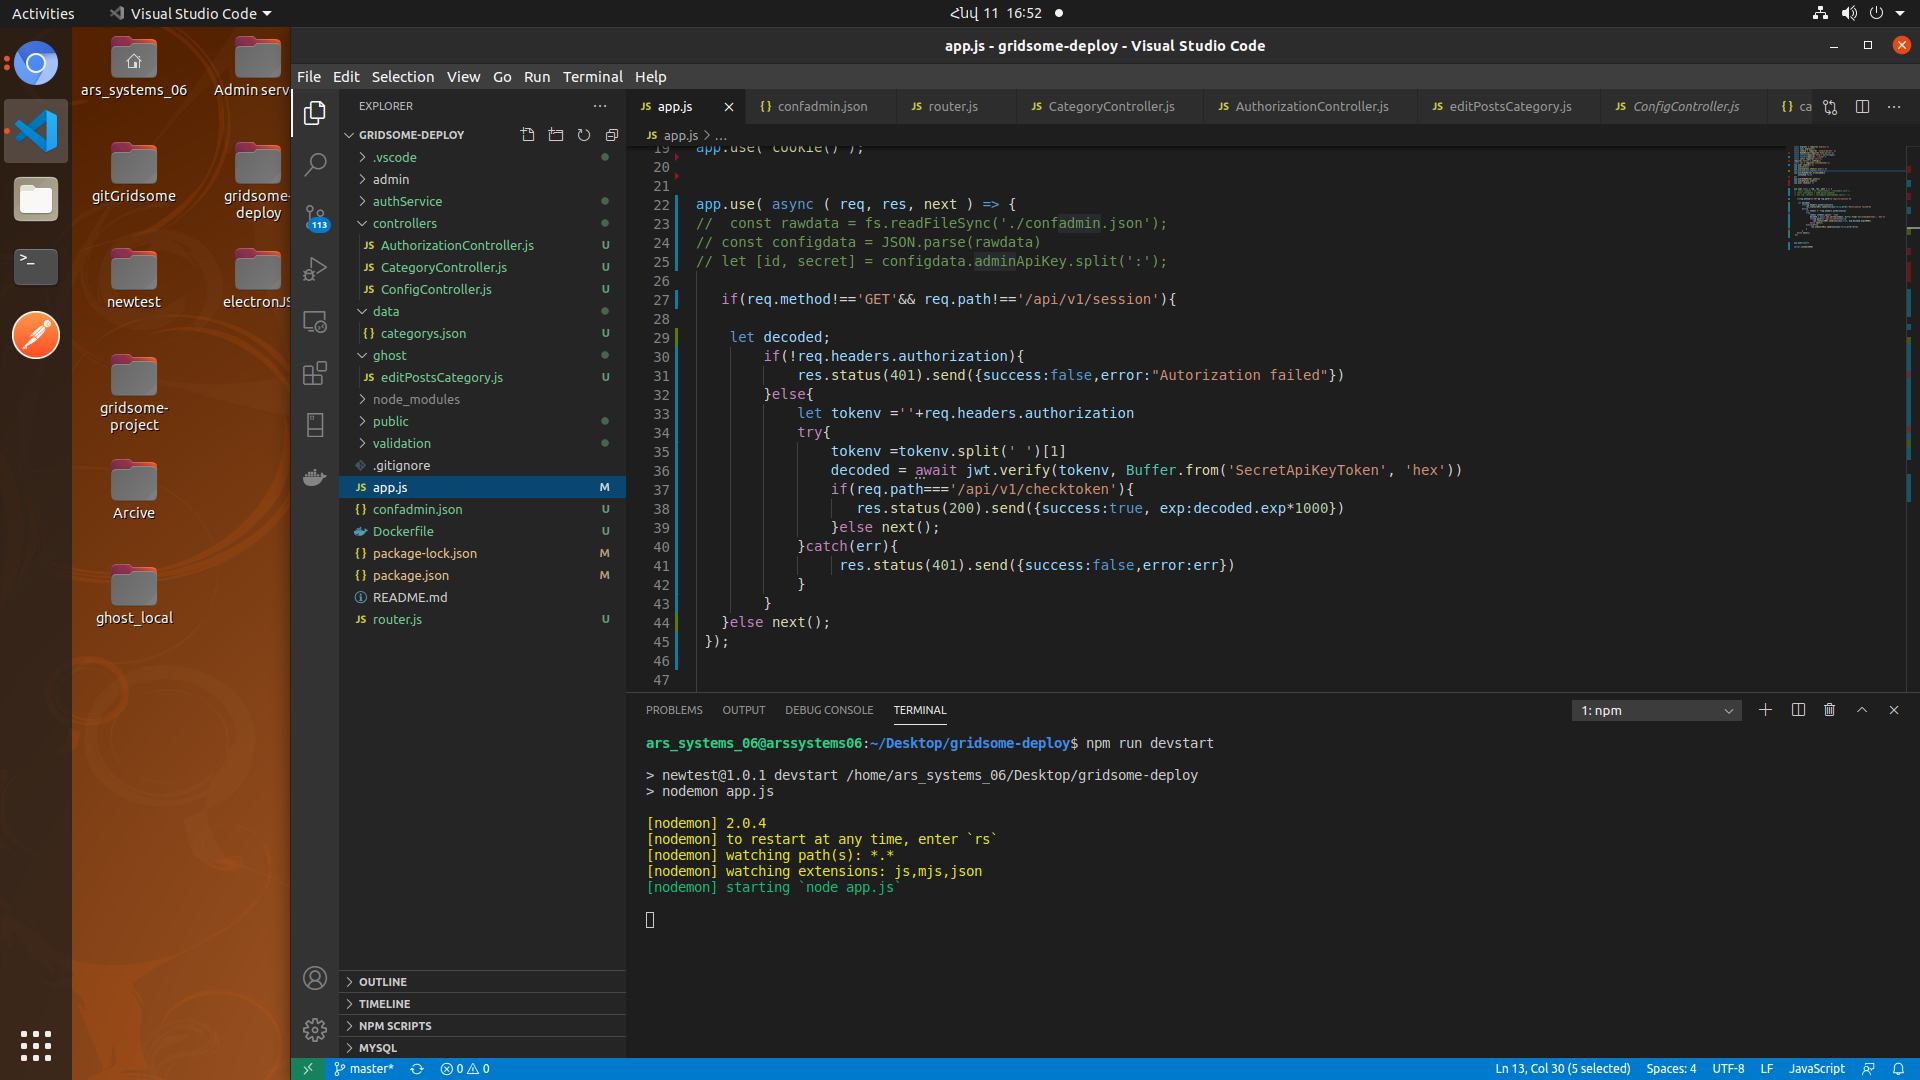 Activities
Visual Studio Code
Հնվ 11 16:52
ars_systems_06
Admin serv
gitGridsome
gridsome-deploy
newtest
electronJS
gridsome-project
Arcive
ghost_local
app.js - gridsome-deploy - Visual Studio Code
File Edit Selection View Go Run Terminal Help
EXPLORER
GRIDSOME-DEPLOY
.vscode
admin
authService
controllers
JS AuthorizationController.js U
JS CategoryController.js U
JS ConfigController.js U
data
{} categorys.json U
ghost
JS editPostsCategory.js U
node_modules
public
validation
.gitignore
JS app.js M
{} confadmin.json U
Dockerfile U
{} package-lock.json M
{} package.json M
README.md
JS router.js U
113
OUTLINE
TIMELINE
NPM SCRIPTS
MYSQL
JS app.js
{} confadmin.json
JS router.js
JS CategoryController.js
JS AuthorizationController.js
JS editPostsCategory.js
JS ConfigController.js
{} ca
JS app.js > ...
19 app.use( cookie() );
20
21
22 app.use( async ( req, res, next ) => {
23 //  const rawdata = fs.readFileSync('./confadmin.json');
24 // const configdata = JSON.parse(rawdata)
25 // let [id, secret] = configdata.adminApiKey.split(':');
26
27 if(req.method!=='GET'&& req.path!=='/api/v1/session'){
28
29 let decoded;
30 if(!req.headers.authorization){
31 res.status(401).send({success:false,error:"Autorization failed"})
32 }else{
33 let tokenv =''+req.headers.authorization
34 try{
35 tokenv =tokenv.split(' ')[1]
36 decoded = await jwt.verify(tokenv, Buffer.from('SecretApiKeyToken', 'hex'))
37 if(req.path==='/api/v1/checktoken'){
38 res.status(200).send({success:true, exp:decoded.exp*1000})
39 }else next();
40 }catch(err){
41 res.status(401).send({success:false,error:err})
42 }
43 }
44 }else next();
45 });
46
47
PROBLEMS OUTPUT DEBUG CONSOLE TERMINAL
1: npm
ars_systems_06@arssystems06:~/Desktop/gridsome-deploy$ npm run devstart
> newtest@1.0.1 devstart /home/ars_systems_06/Desktop/gridsome-deploy
> nodemon app.js
[nodemon] 2.0.4
[nodemon] to restart at any time, enter `rs`
[nodemon] watching path(s): *.*
[nodemon] watching extensions: js,mjs,json
[nodemon] starting `node app.js`
master* 0 0
Ln 13, Col 30 (5 selected) Spaces: 4 UTF-8 LF JavaScript